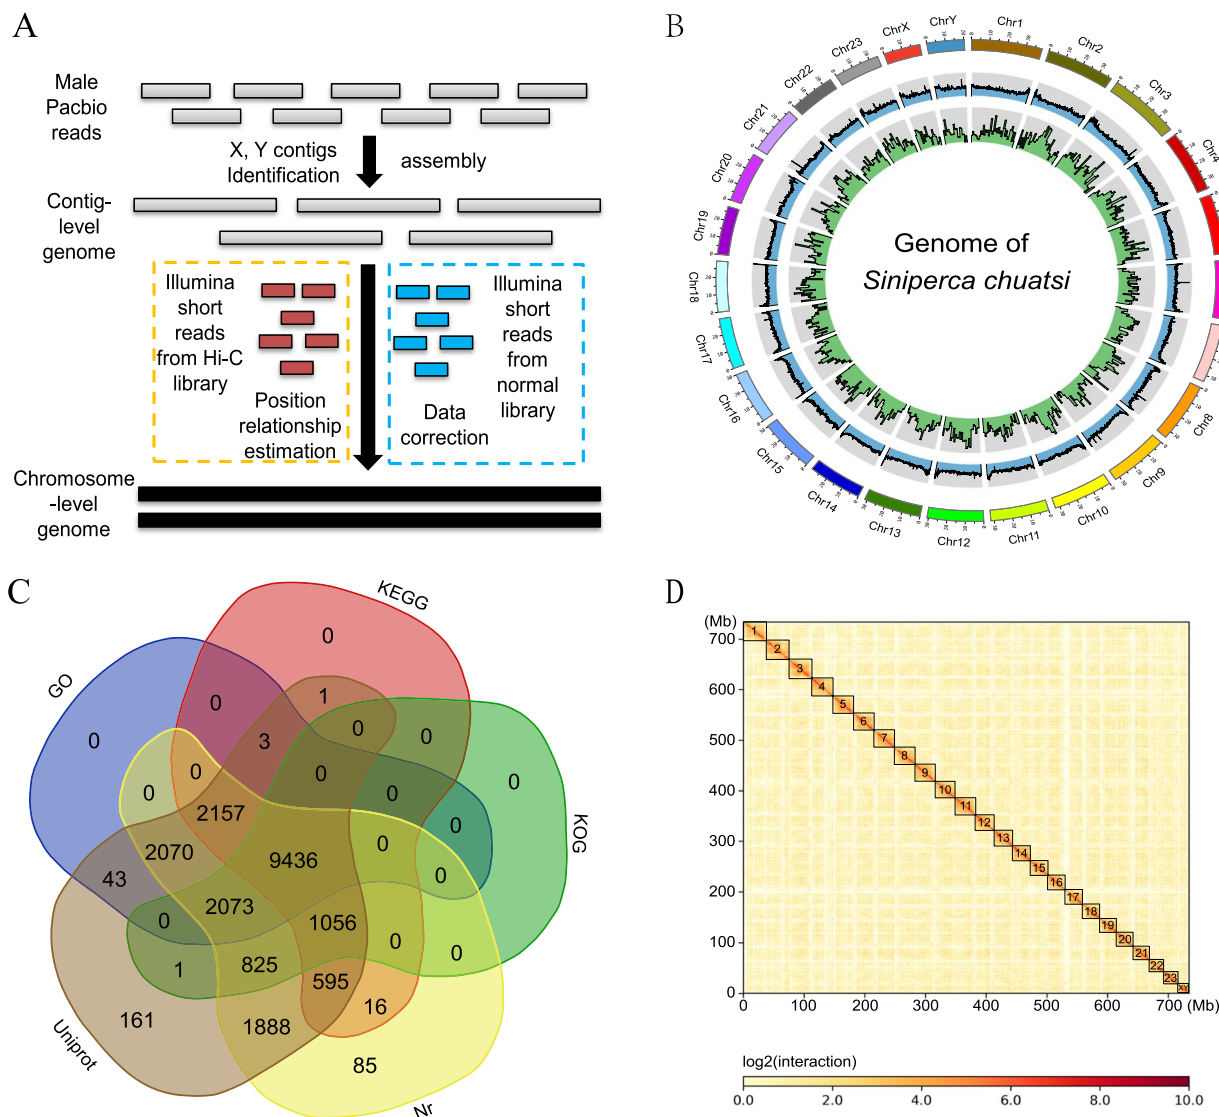 A
Male
Pacbio
reads
X, Y contigs
Identification
assembly
Contig-
level
genome
Illumina
short
reads
from Hi-C
library
Position
relationship
estimation
Illumina
short
reads
from
normal
library
Data
correction
Chromosome
-level
genome
B
Genome of
Siniperca chuatsi
Chr1
Chr2
Chr3
Chr4
Chr8
Chr9
Chr10
Chr11
Chr12
Chr13
Chr14
Chr15
Chr16
Chr17
Chr18
Chr19
Chr20
Chr21
Chr22
Chr23
ChrX
ChrY
C
KEGG
GO
KOG
Uniprot
Nr
0
0
1
0
0
3
0
0
0
0
0
0
0
2157
0
2070
9436
0
43
0
2073
1056
0
0
0
1
825
595
16
161
1888
85
D
(Mb)
700
600
500
400
300
200
100
0
1
2
3
4
5
6
7
8
9
10
11
12
13
14
15
16
17
18
19
20
21
22
23
XY
0 100 200 300 400 500 600 700 (Mb)
log2(interaction)
0.0 2.0 4.0 6.0 8.0 10.0